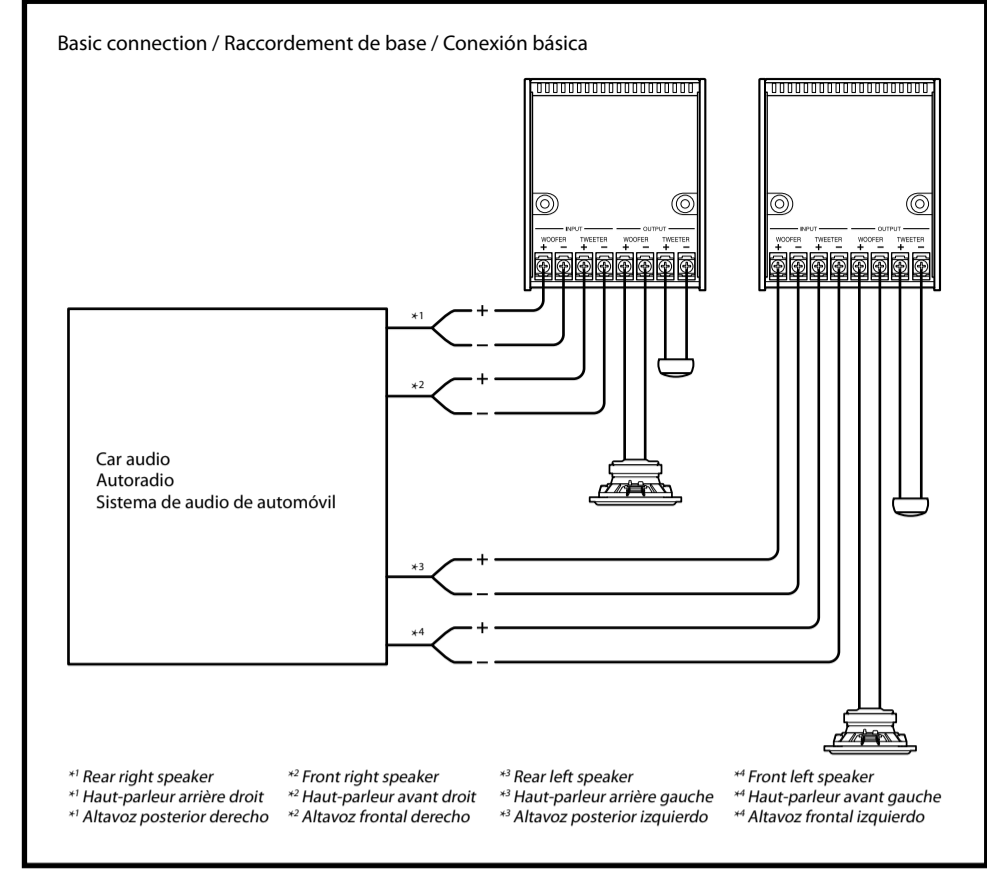 Basic connection / Raccordement de base / Conexión básica
INPUT OUTPUT
WOOFER TWEETER WOOFER TWEETER
+ − + − + − + −
INPUT OUTPUT
WOOFER TWEETER WOOFER TWEETER
+ − + − + − + −
*1 +
−
*2 +
−
Car audio
Autoradio
Sistema de audio de automóvil
*3 +
−
*4 +
−
*1 Rear right speaker
*1 Haut-parleur arrière droit
*1 Altavoz posterior derecho
*2 Front right speaker
*2 Haut-parleur avant droit
*2 Altavoz frontal derecho
*3 Rear left speaker
*3 Haut-parleur arrière gauche
*3 Altavoz posterior izquierdo
*4 Front left speaker
*4 Haut-parleur avant gauche
*4 Altavoz frontal izquierdo